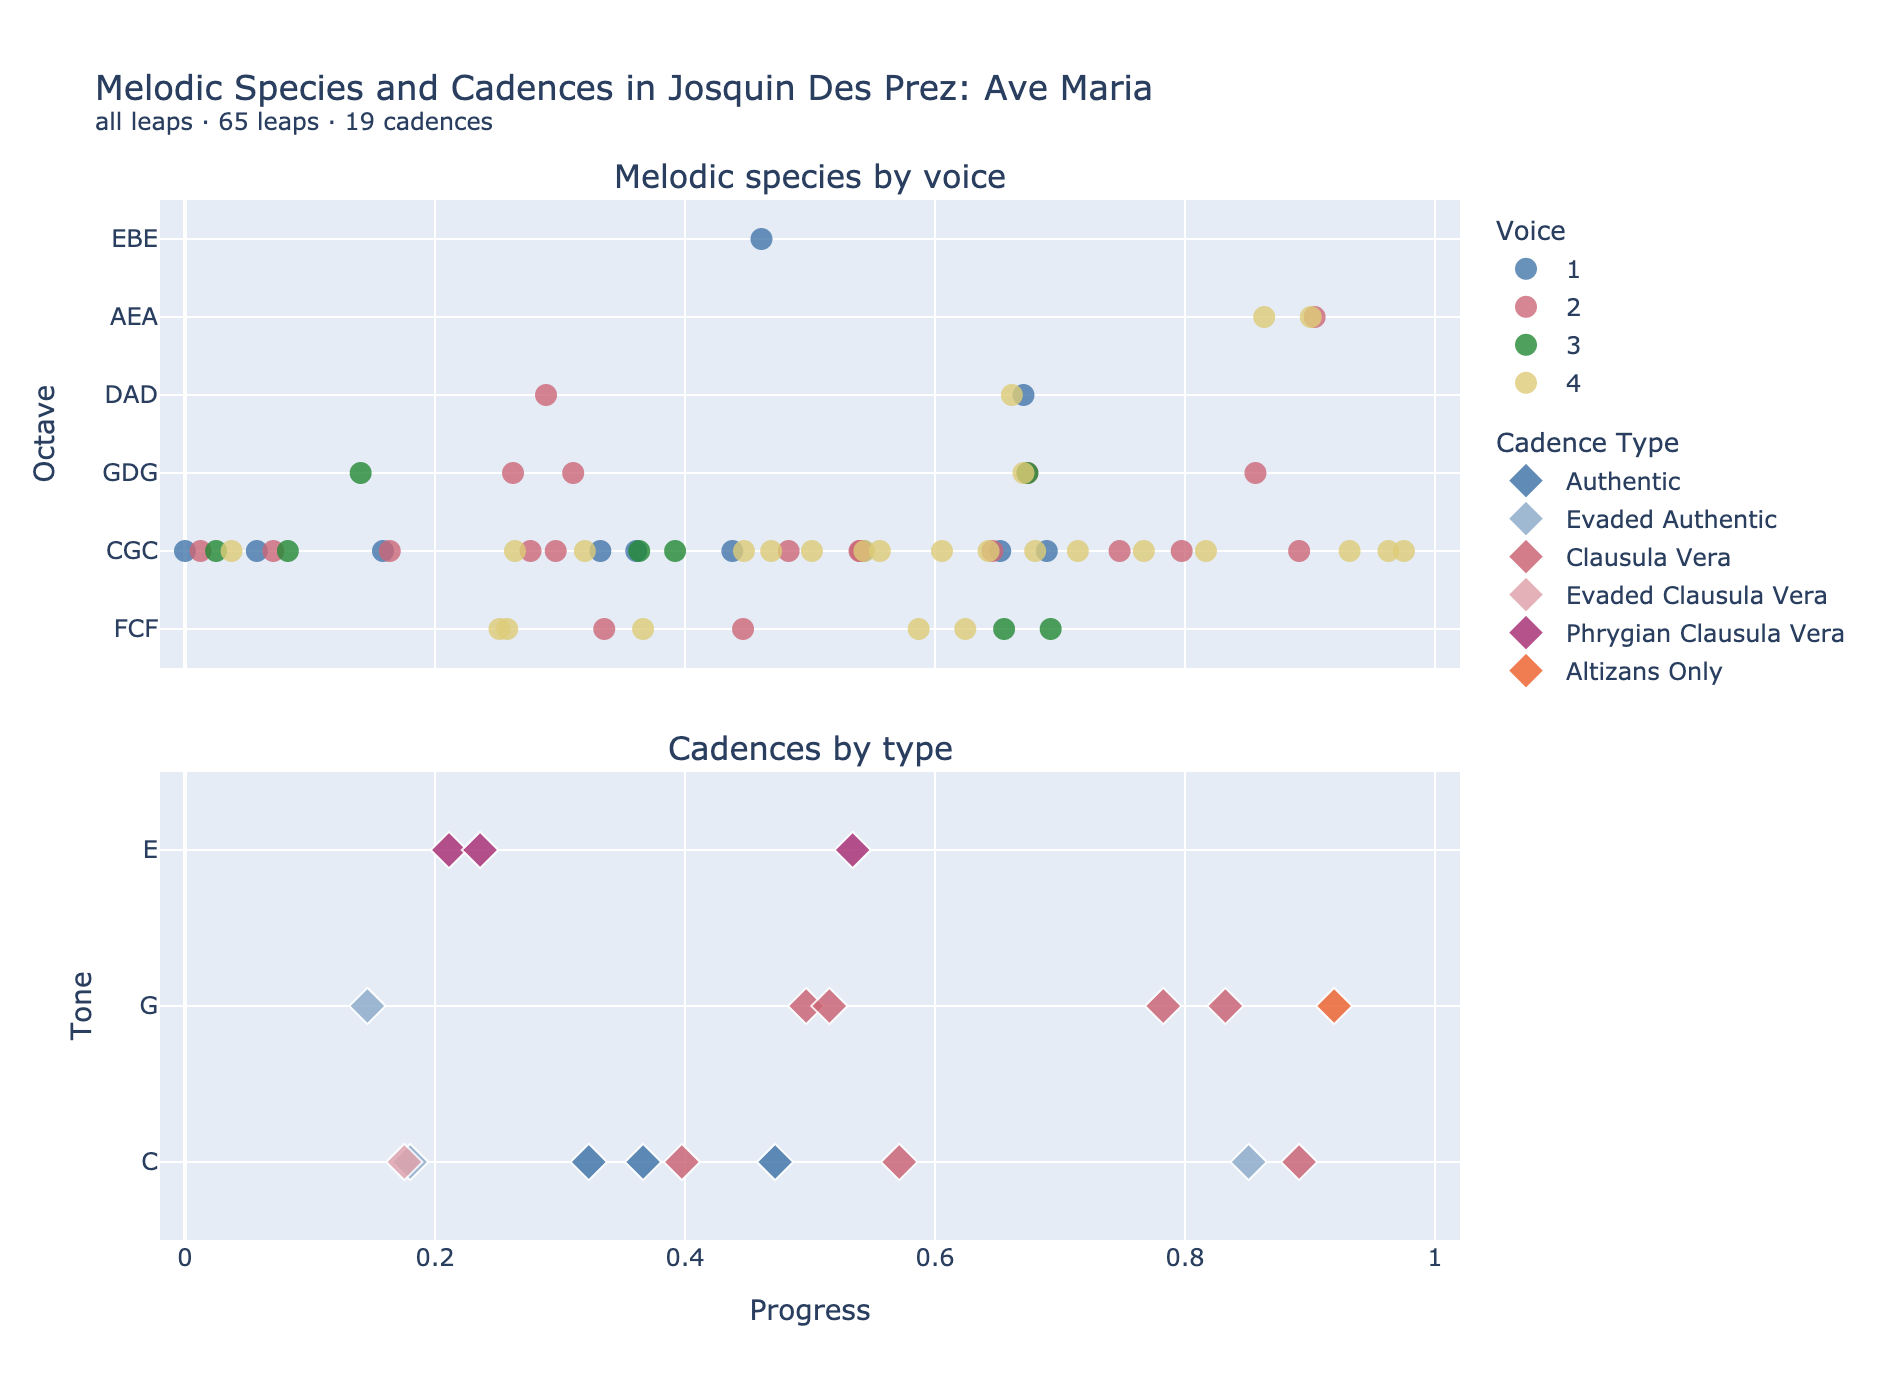 Melodic Species and Cadences in Josquin Des Prez: Ave Maria
all leaps · 65 leaps · 19 cadences
Melodic species by voice
Octave
EBE
AEA
DAD
GDG
CGC
FCF
Voice
1
2
3
4
Cadence Type
Authentic
Evaded Authentic
Clausula Vera
Evaded Clausula Vera
Phrygian Clausula Vera
Altizans Only
Cadences by type
Tone
E
G
C
0 0.2 0.4 0.6 0.8 1
Progress